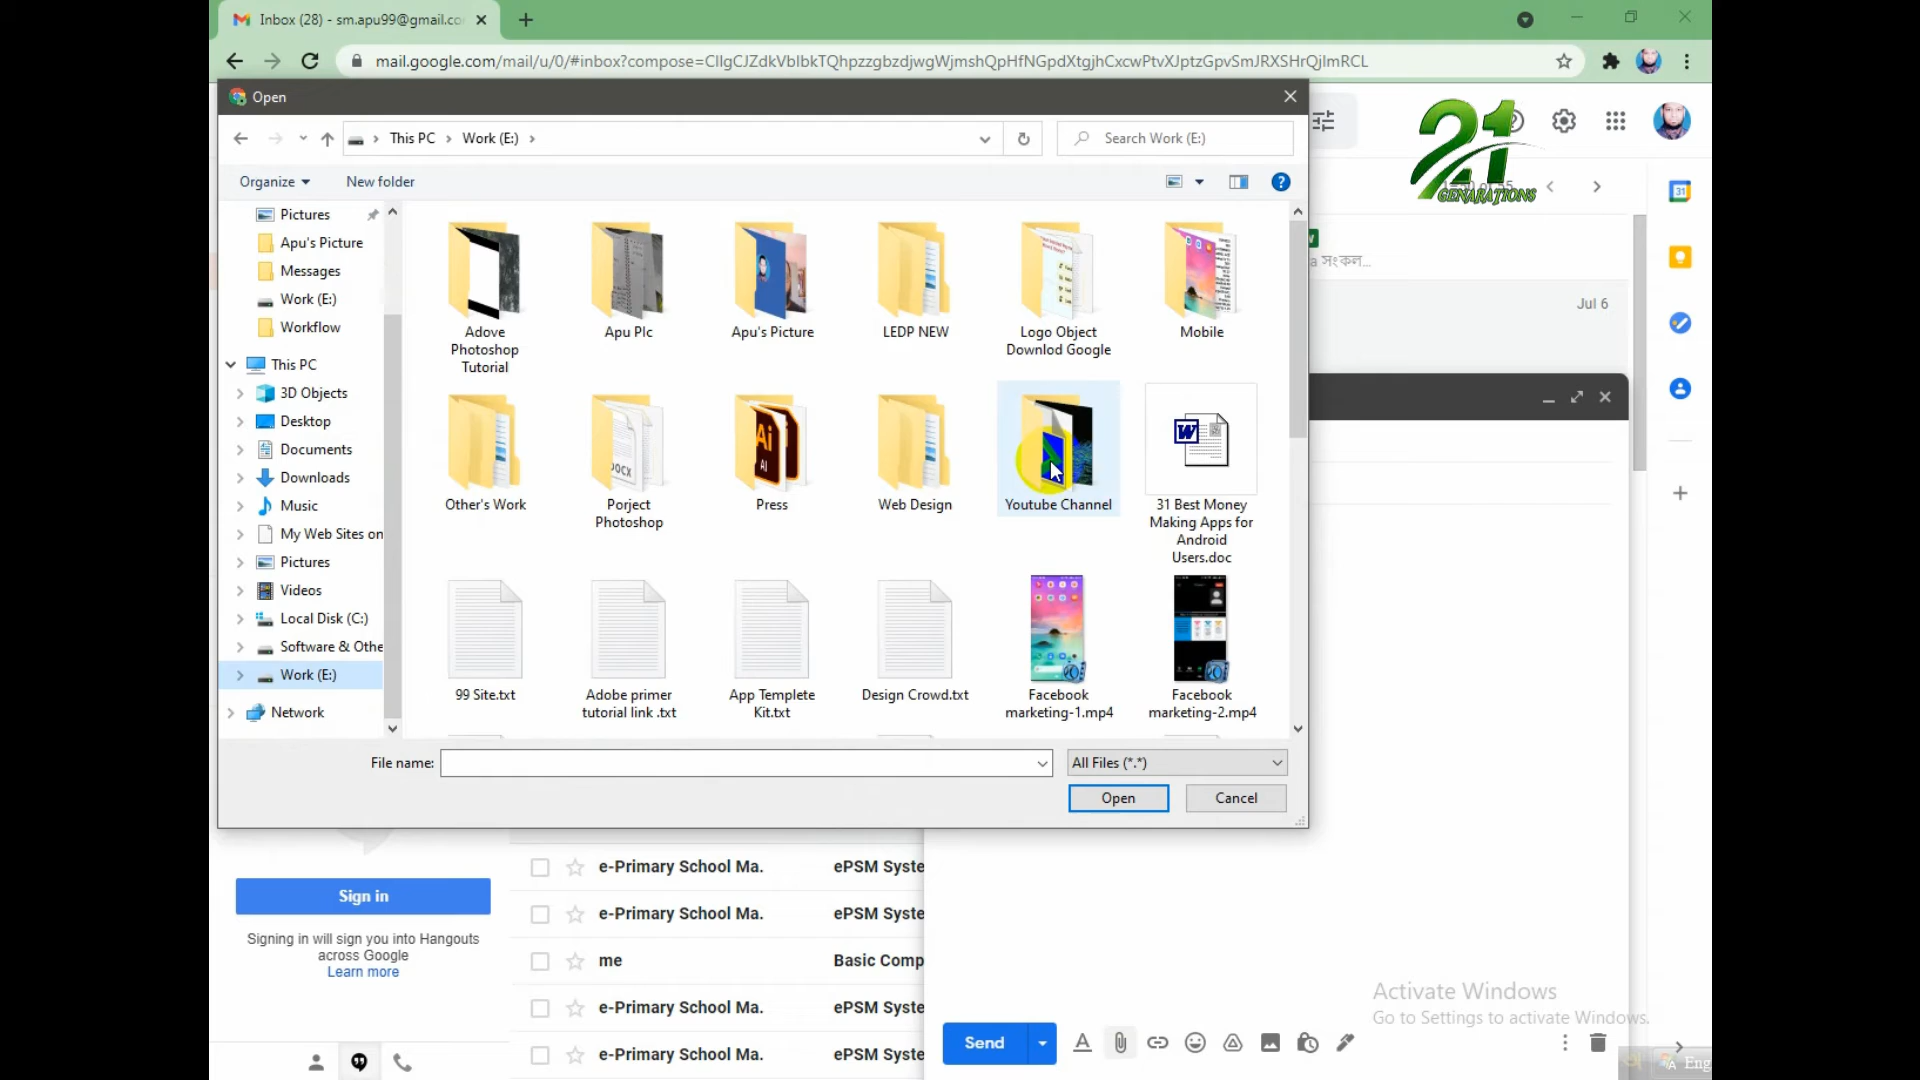 Inbox (28) - sm.apu99@gmail.co
mail.google.com/mail/u/0/#inbox?compose=CllgCJZdkVblbkTQhpzzgbzdjwgWjmshQpHfNGpdXtgjhCxcwPtvXJptzGpvSmJRXSHrQjlmRCL
Open
This PC > Work (E:) >
Search Work (E:)
Organize
New folder
21
GENARATIONS
31
Pictures
Apu's Picture
Messages
Work (E:)
Workflow
This PC
3D Objects
Desktop
Documents
Downloads
Music
My Web Sites on
Pictures
Videos
Local Disk (C:)
Software & Othe
Work (E:)
Network
Adove
Photoshop
Tutorial
Apu PIc
Apu's Picture
LEDP NEW
Logo Object
Downlod Google
Mobile
Other's Work
Porject
Photoshop
Press
Web Design
Youtube Channel
31 Best Money
Making Apps for
Android
Users.doc
99 Site.txt
Adobe primer
tutorial link .txt
App Templete
Kit.txt
Design Crowd.txt
Facebook
marketing-1.mp4
Facebook
marketing-2.mp4
DOCX
Ai
AI
W
a সংকল...
Jul 6
File name:
All Files (*.*)
Open
Cancel
Sign in
Signing in will sign you into Hangouts
across Google
Learn more
e-Primary School Ma. ePSM Syste
e-Primary School Ma. ePSM Syste
me Basic Comp
e-Primary School Ma. ePSM Syste
e-Primary School Ma. ePSM Syste
Activate Windows
Go to Settings to activate Windows.
Send
Eng